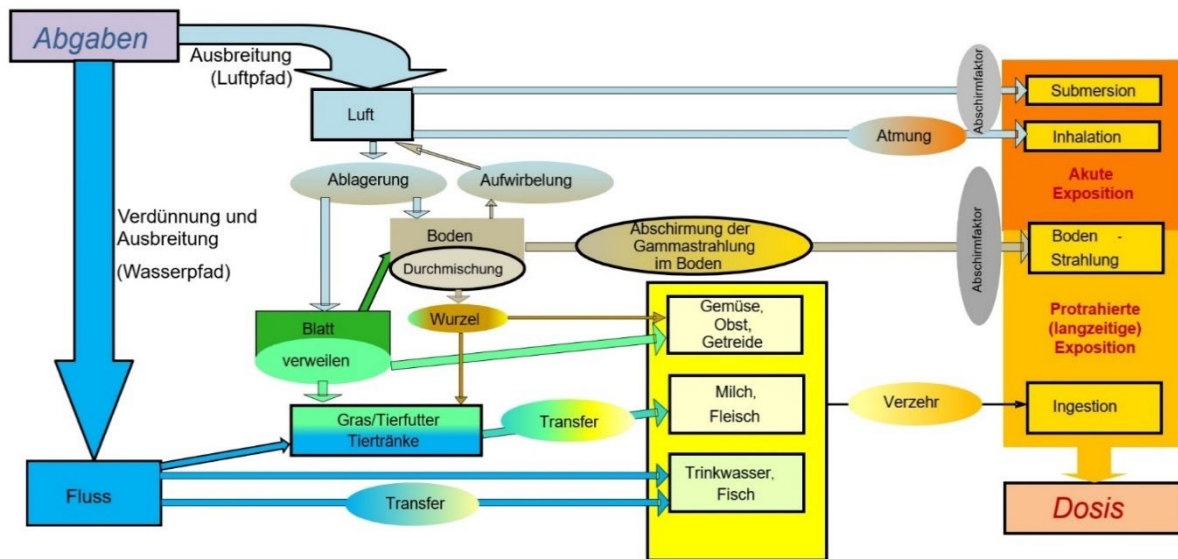 Abgaben
Ausbreitung
(Luftpfad)
Luft
Abschirmfaktor
Submersion
Atmung
Inhalation
Akute
Exposition
Ablagerung
Aufwirbelung
Verdünnung und
Ausbreitung
(Wasserpfad)
Boden
Durchmischung
Abschirmung der
Gammastrahlung
im Boden
Abschirmfaktor
Boden -
Strahlung
Blatt
verweilen
Wurzel
Gemüse,
Obst,
Getreide
Protrahierte
(langzeitige)
Exposition
Gras/Tierfutter
Tiertränke
Transfer
Milch,
Fleisch
Verzehr
Ingestion
Fluss
Transfer
Trinkwasser,
Fisch
Dosis